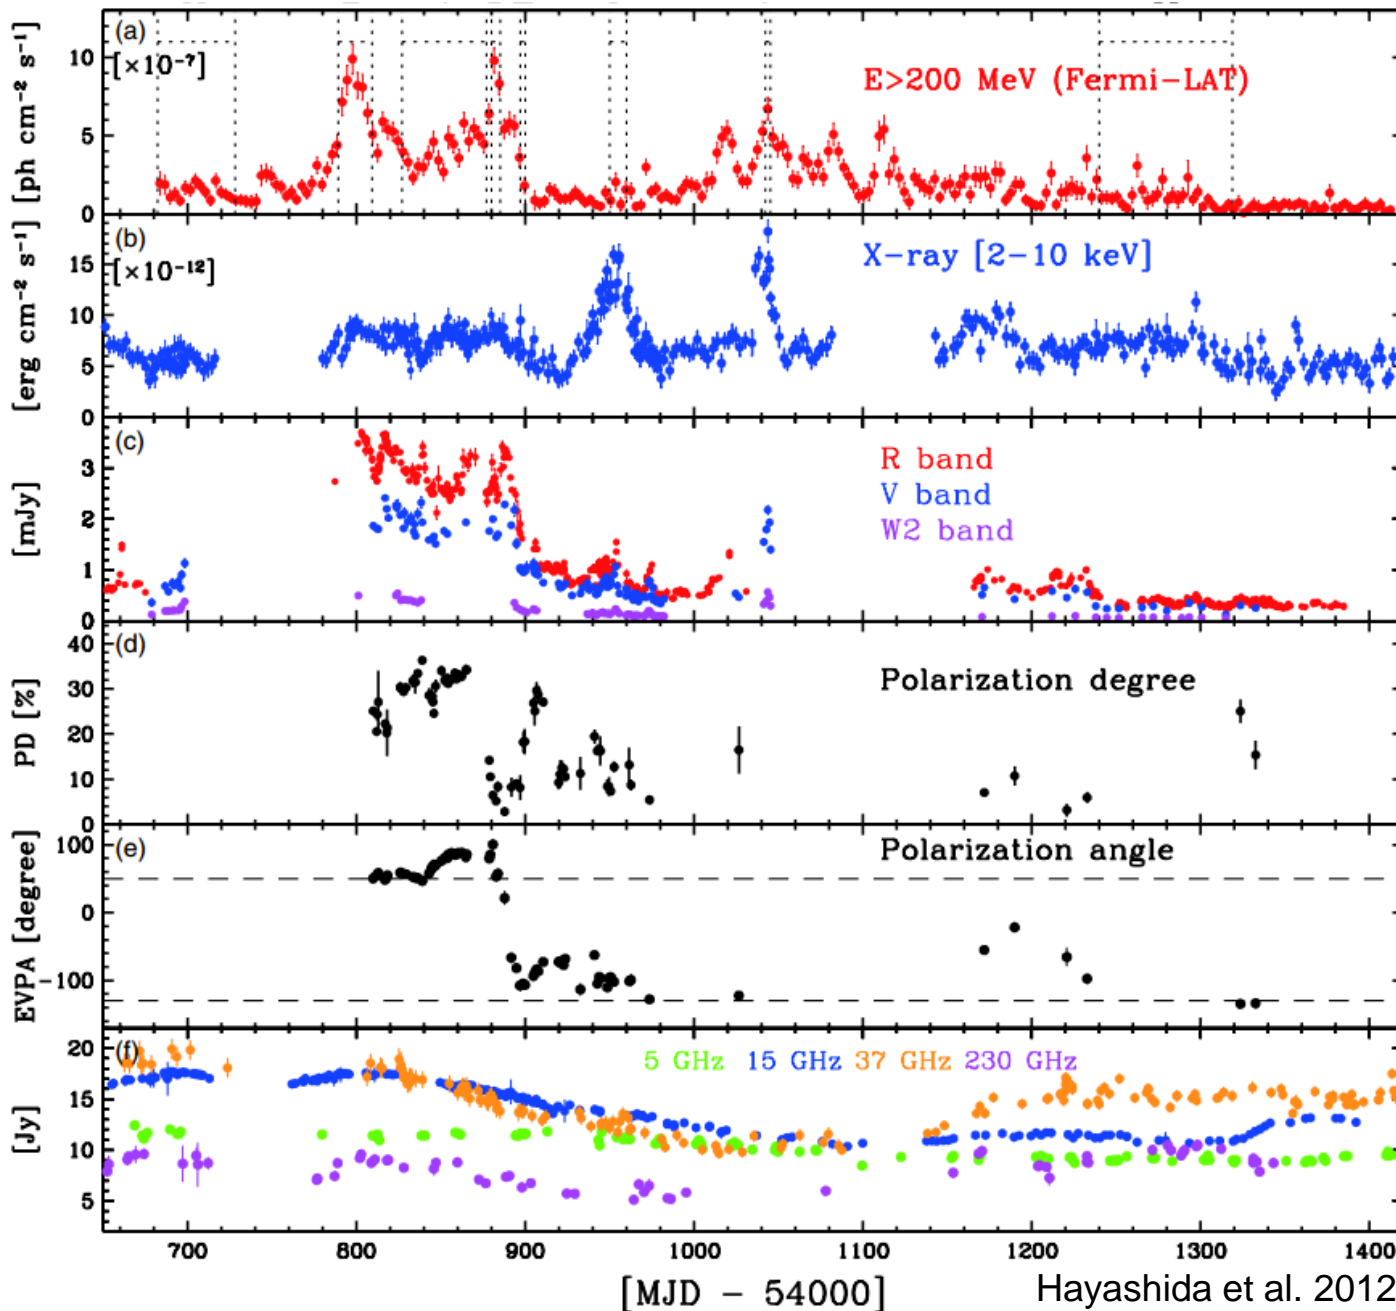 (a)
[×10⁻⁷]
E>200 MeV (Fermi-LAT)
10
5
0
[ph cm⁻² s⁻¹]
(b)
[×10⁻¹²]
X-ray [2-10 keV]
15
10
5
0
[erg cm⁻² s⁻¹]
(c)
R band
V band
W2 band
3
2
1
0
[mJy]
(d)
Polarization degree
40
30
20
10
0
PD [%]
(e)
Polarization angle
100
0
-100
EVPA [degree]
(f)
5 GHz 15 GHz 37 GHz 230 GHz
20
15
10
5
[Jy]
700 800 900 1000 1100 1200 1300 1400
[MJD - 54000]
Hayashida et al. 2012